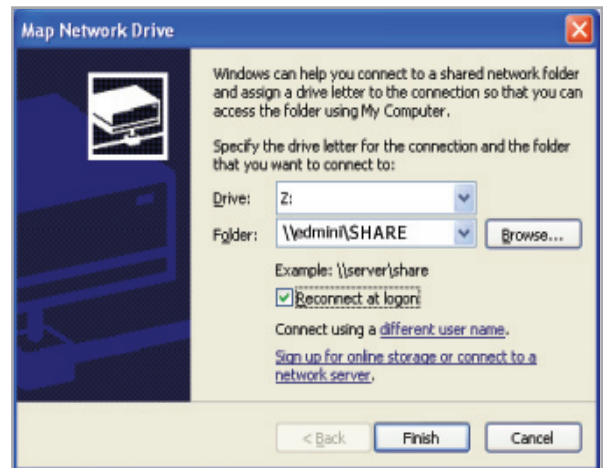 Map Network Drive
Windows can help you connect to a shared network folder
and assign a drive letter to the connection so that you can
access the folder using My Computer.
Specify the drive letter for the connection and the folder
that you want to connect to:
Drive: Z:
Folder: \\edmini\SHARE Browse...
Example: \\server\share
Reconnect at logon
Connect using a different user name.
Sign up for online storage or connect to a
network server.
< Back Finish Cancel